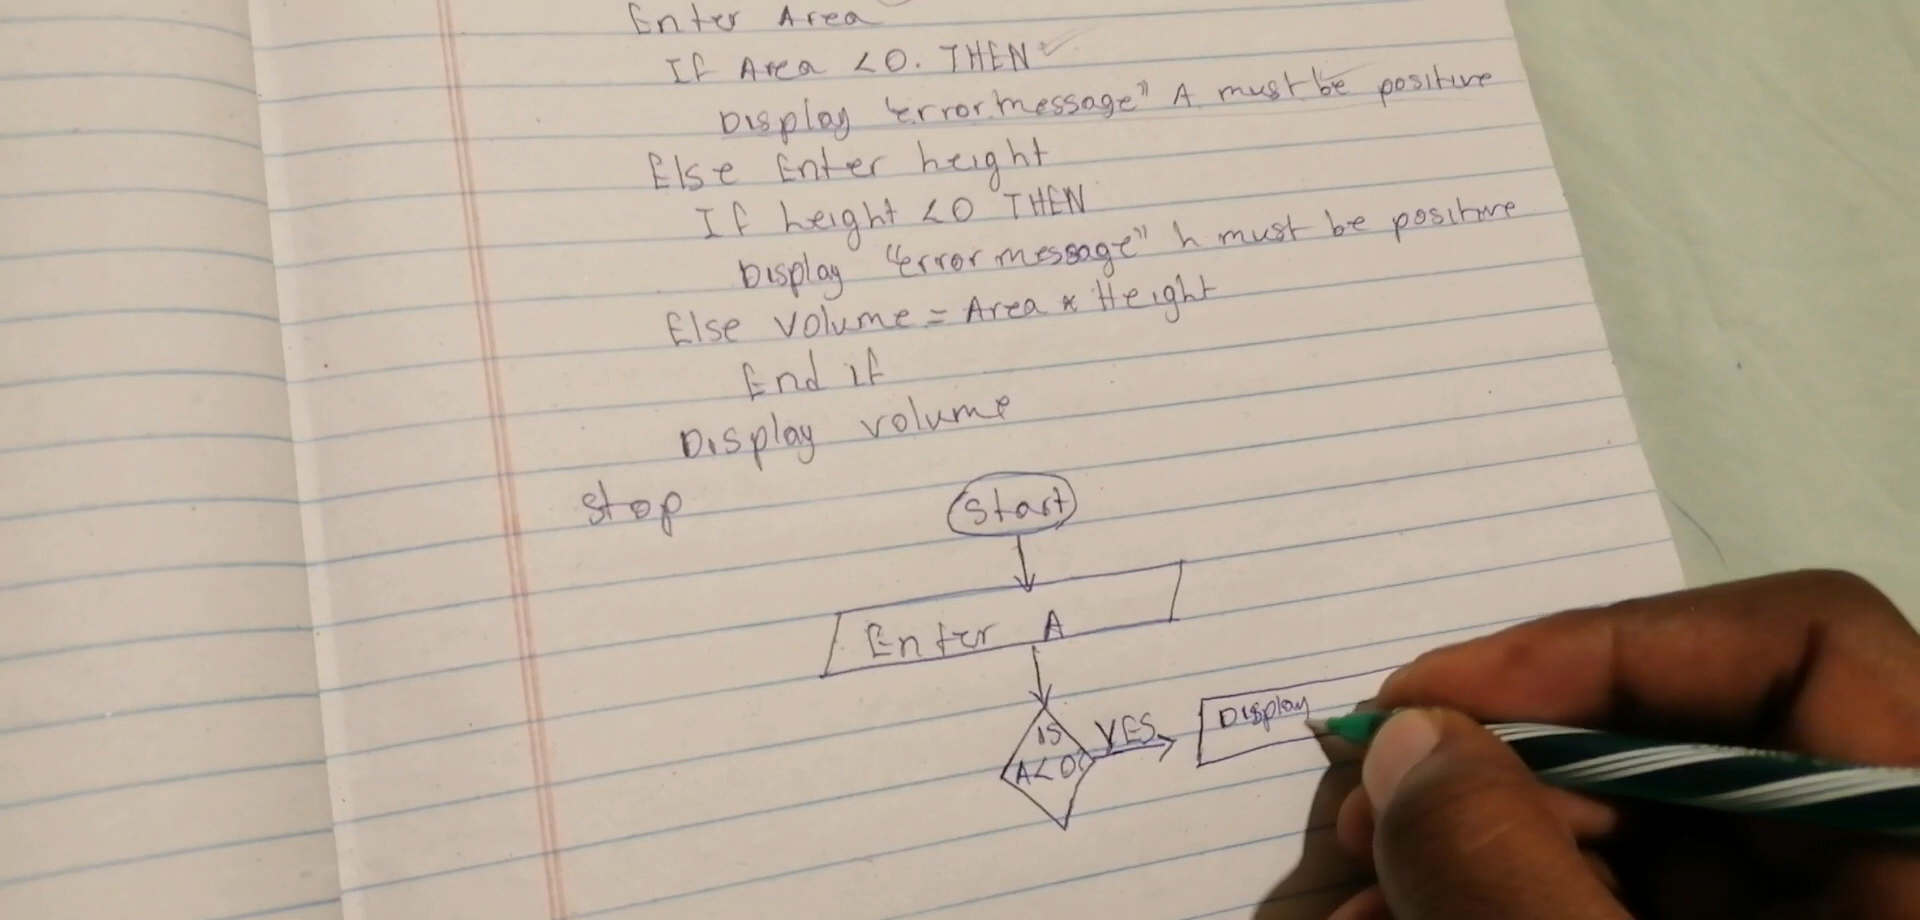 Enter Area
If Area <0. THEN
Display "error message" A must be positive
Else Enter height
If height <0 THEN
Display "error message" h must be positive
Else volume = Area * Height
End if
Display volume
Stop
Start
Enter A
IS
A<0?
YES
Display